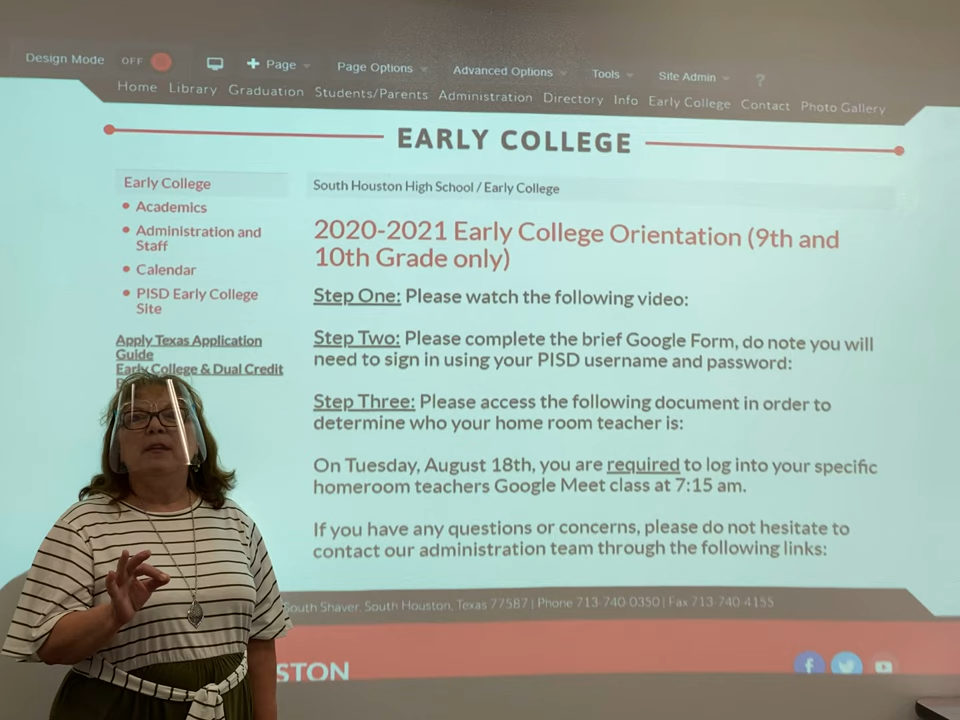 Design Mode OFF Page Page Options Advanced Options Tools Site Admin ?
Home Library Graduation Students/Parents Administration Directory Info Early College Contact Photo Gallery
EARLY COLLEGE
Early College
Academics
Administration and
Staff
Calendar
PISD Early College
Site
Apply Texas Application
Guide
Early College & Dual Credit
South Houston High School / Early College
2020-2021 Early College Orientation (9th and
10th Grade only)
Step One: Please watch the following video:
Step Two: Please complete the brief Google Form, do note you will
need to sign in using your PISD username and password:
Step Three: Please access the following document in order to
determine who your home room teacher is:
On Tuesday, August 18th, you are required to log into your specific
homeroom teachers Google Meet class at 7:15 am.
If you have any questions or concerns, please do not hesitate to
contact our administration team through the following links:
South Shaver, South Houston, Texas 77587 | Phone 713-740-0350 | Fax 713-740-4155
STON